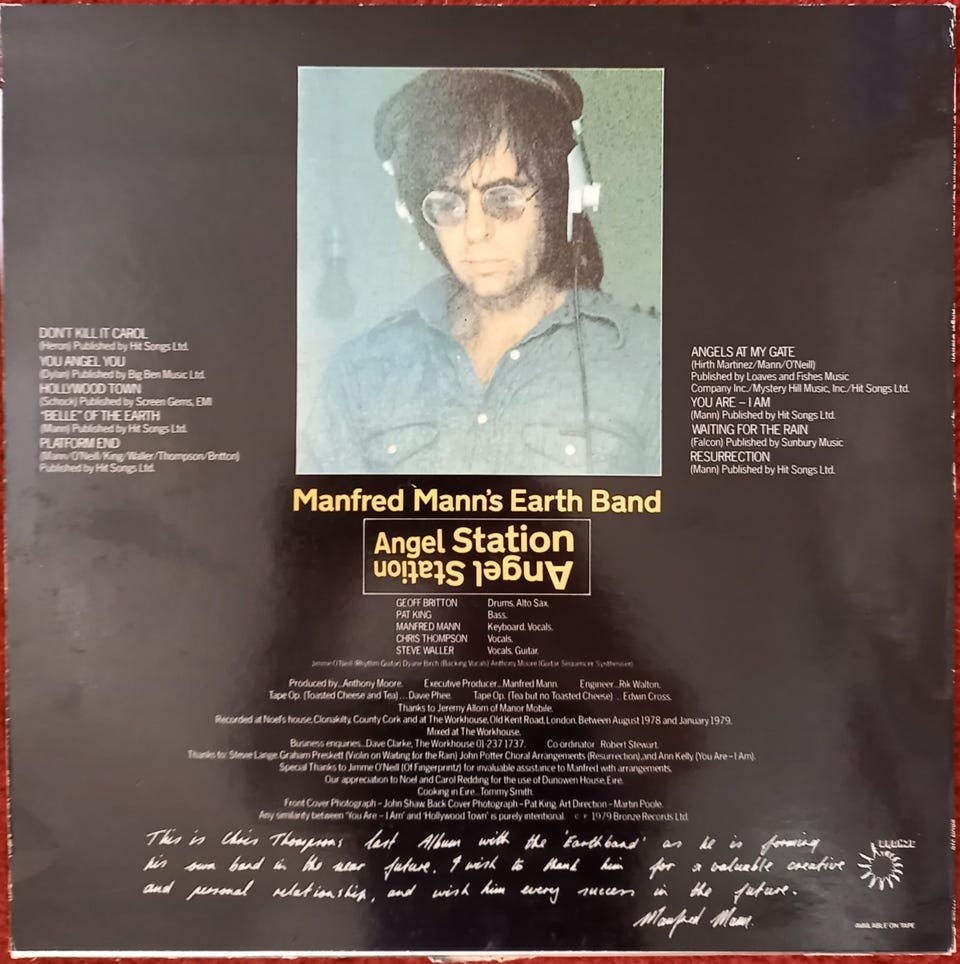 DON'T KILL IT CAROL
(Heron) Published by Hit Songs Ltd.
YOU ANGEL YOU
(Dylan) Published by Big Ben Music Ltd.
HOLLYWOOD TOWN
(Schock) Published by Screen Gems, EMI
"BELLE" OF THE EARTH
(Mann) Published by Hit Songs Ltd.
PLATFORM END
(Mann/O'Neill/King/Waller/Thompson/Britton)
Published by Hit Songs Ltd.
ANGELS AT MY GATE
(Hirth Martinez/Mann/O'Neill)
Published by Loaves and Fishes Music
Company Inc./Mystery Hill Music, Inc./Hit Songs Ltd.
YOU ARE – I AM
(Mann) Published by Hit Songs Ltd.
WAITING FOR THE RAIN
(Falcon) Published by Sunbury Music
RESURRECTION
(Mann) Published by Hit Songs Ltd.
Manfred Mann's Earth Band
Angel Station
Angel Station
GEOFF BRITTON Drums. Alto Sax.
PAT KING Bass.
MANFRED MANN Keyboard. Vocals.
CHRIS THOMPSON Vocals.
STEVE WALLER Vocals. Guitar.
Jimme O'Neill (Rhythm Guitar) Dyane Birch (Backing Vocals) Anthony Moore (Guitar Sequencer Synthesiser)
Produced by...Anthony Moore. Executive Producer...Manfred Mann. Engineer...Rik Walton.
Tape Op. (Toasted Cheese and Tea)...Davie Phee. Tape Op. (Tea but no Toasted Cheese)... Edwin Cross.
Thanks to Jeremy Allom of Manor Mobile.
Recorded at Noel's house, Clonakilty, County Cork and at The Workhouse, Old Kent Road, London. Between August 1978 and January 1979.
Mixed at The Workhouse.
Business enquiries...Dave Clarke, The Workhouse 01-237 1737. Co ordinator Robert Stewart.
Thanks to: Stevie Lange, Graham Preskett (Violin on Waiting for the Rain) John Potter Choral Arrangements (Resurrection), and Ann Kelly (You Are – I Am).
Special Thanks to Jimme O'Neill (Of Fingerprintz) for invaluable assistance to Manfred with arrangements.
Our appreciation to Noel and Carol Redding for the use of Dunowen House, Eire.
Cooking in Eire...Tommy Smith.
Front Cover Photograph – John Shaw. Back Cover Photograph – Pat King. Art Direction – Martin Poole.
Any similarity between 'You Are – I Am' and 'Hollywood Town' is purely intentional. © ℗ 1979 Bronze Records Ltd.
This is Chris Thompsons last Album with the 'Earthband' as he is forming
his own band in the near future. I wish to thank him for a valuable creative
and personal relationship, and wish him every success in the future.
Manfred Mann.
BRONZE
AVAILABLE ON TAPE